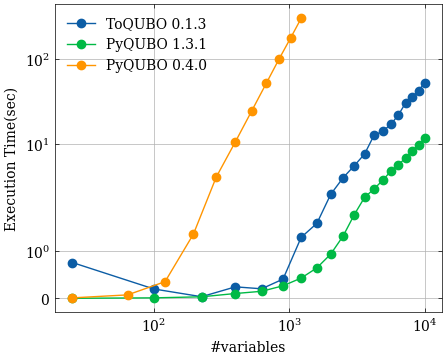 ToQUBO 0.1.3
PyQUBO 1.3.1
PyQUBO 0.4.0
Execution Time(sec)
10²
10¹
10⁰
0
10² 10³ 10⁴
#variables